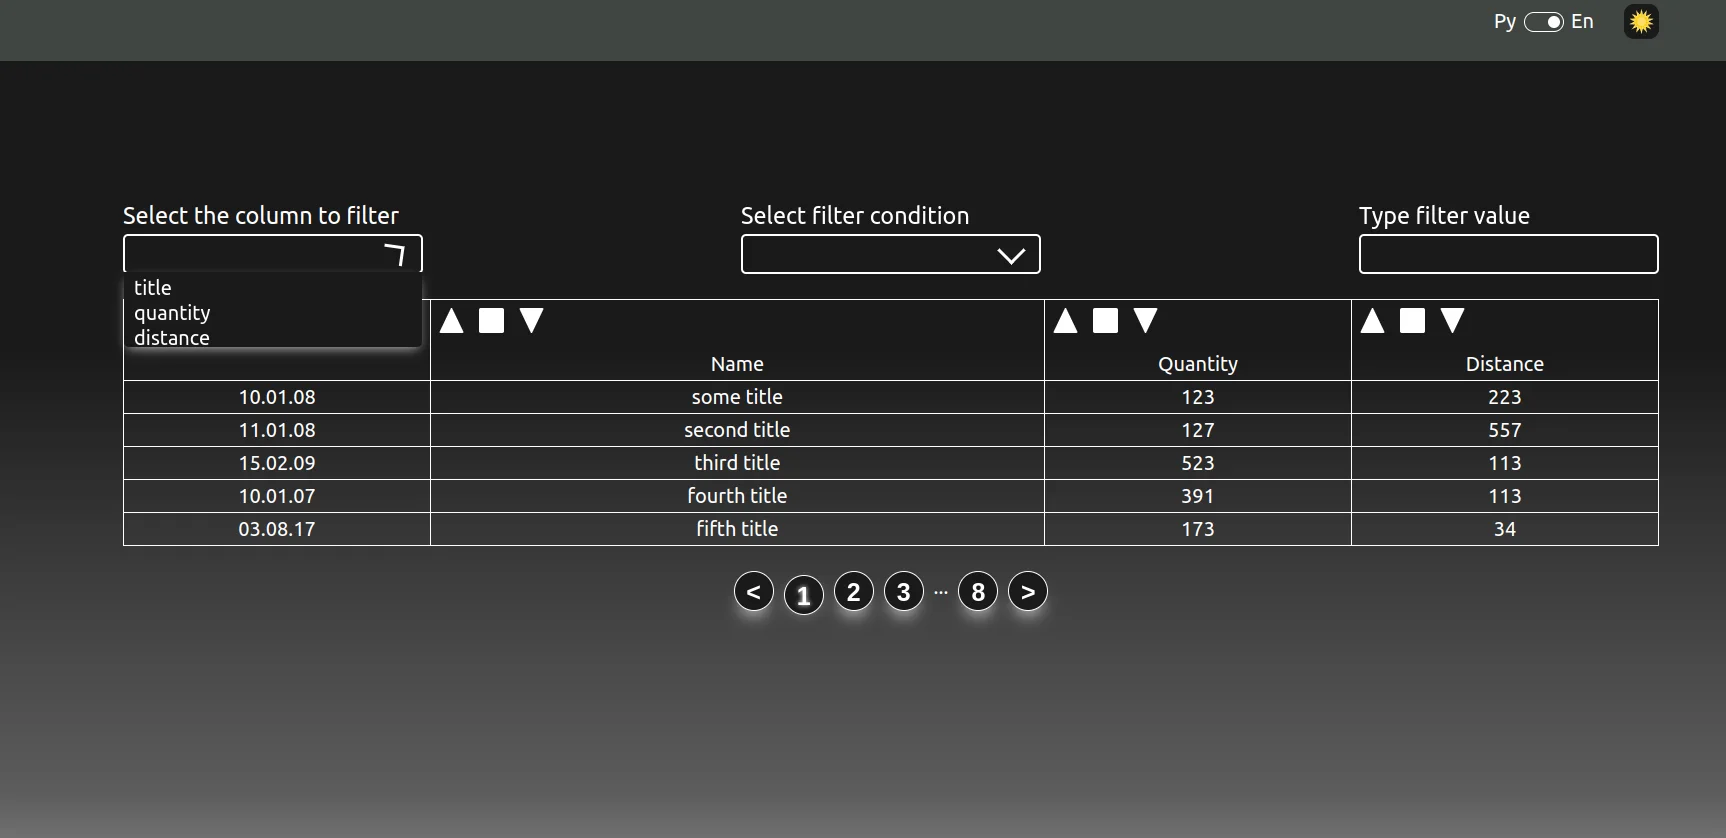 Ру En
Select the column to filter
Select filter condition
Type filter value
title
quantity
distance
Name Quantity Distance
10.01.08 some title 123 223
11.01.08 second title 127 557
15.02.09 third title 523 113
10.01.07 fourth title 391 113
03.08.17 fifth title 173 34
< 1 2 3 ... 8 >